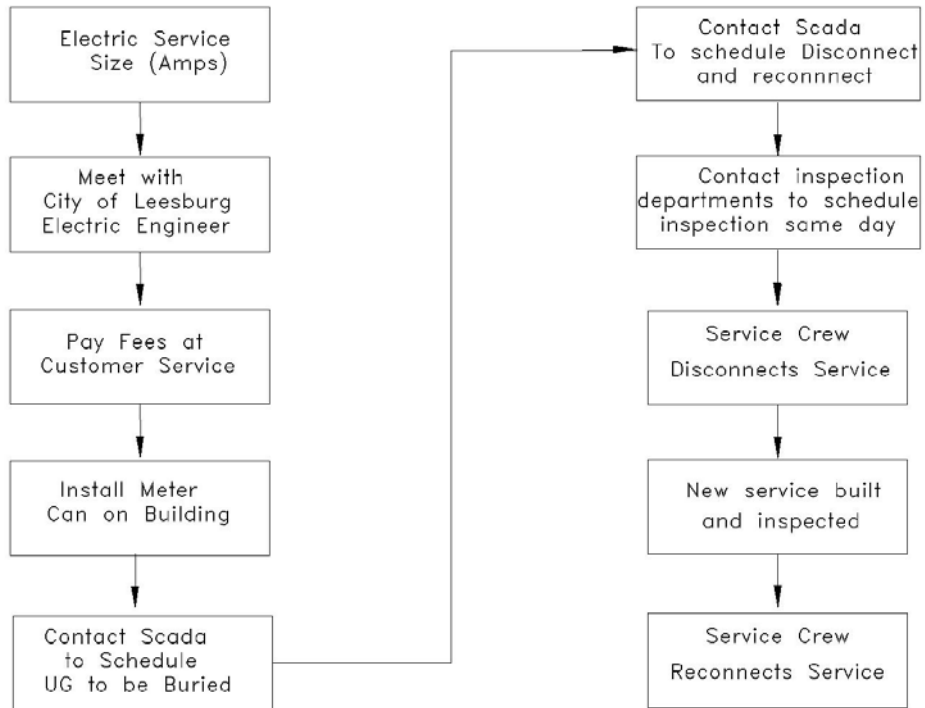 Electric Service
Size (Amps)
Meet with
City of Leesburg
Electric Engineer
Pay Fees at
Customer Service
Install Meter
Can on Building
Contact Scada
to Schedule
UG to be Buried
Contact Scada
To schedule Disconnect
and reconnnect
Contact inspection
departments to schedule
inspection same day
Service Crew
Disconnects Service
New service built
and inspected
Service Crew
Reconnects Service